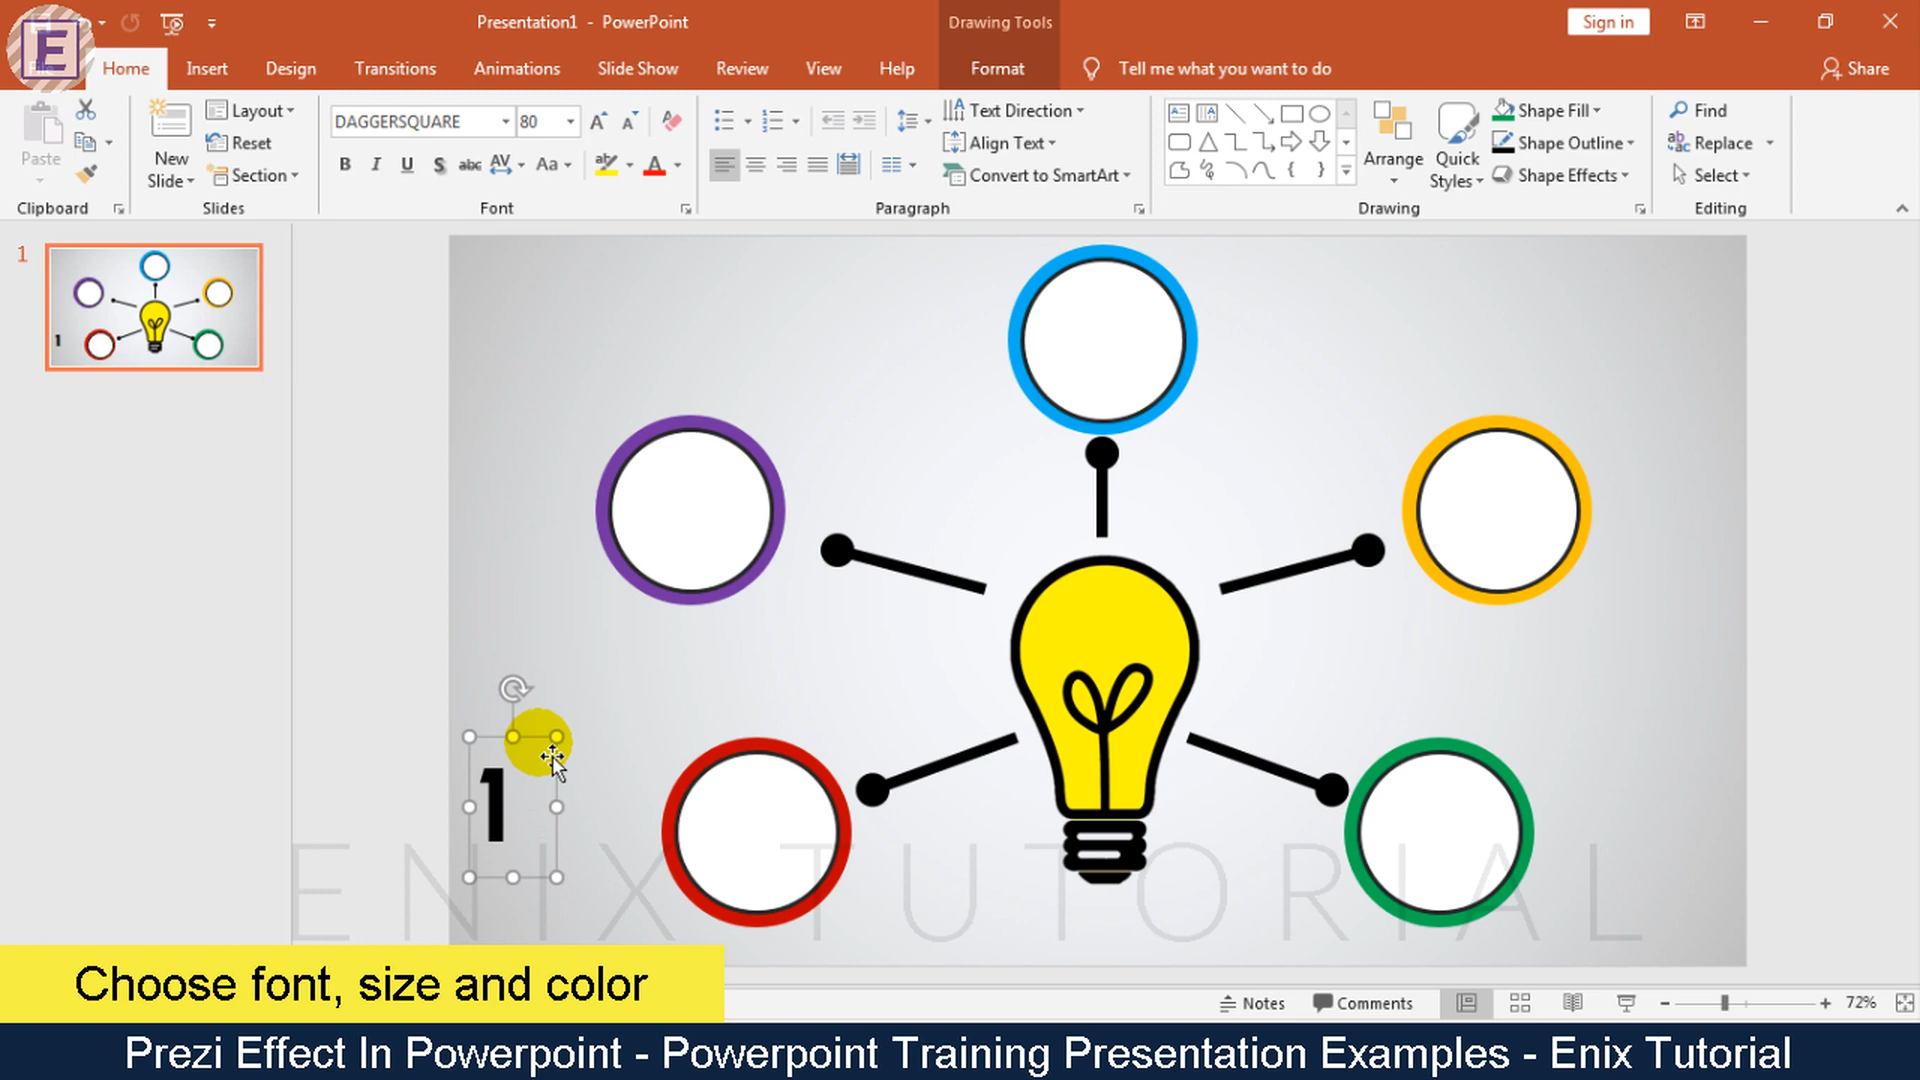 E
Presentation1 - PowerPoint
Drawing Tools
Sign in
Home
Insert
Design
Transitions
Animations
Slide Show
Review
View
Help
Format
Tell me what you want to do
Share
Paste
Clipboard
New Slide
Layout
Reset
Section
Slides
DAGGERSQUARE
80
B I U S abc AV Aa A
Font
Text Direction
Align Text
Convert to SmartArt
Paragraph
Arrange
Quick Styles
Shape Fill
Shape Outline
Shape Effects
Drawing
Find
Replace
Select
Editing
1
1
1
ENIX TUTORIAL
Choose font, size and color
Notes
Comments
72%
Prezi Effect In Powerpoint - Powerpoint Training Presentation Examples - Enix Tutorial